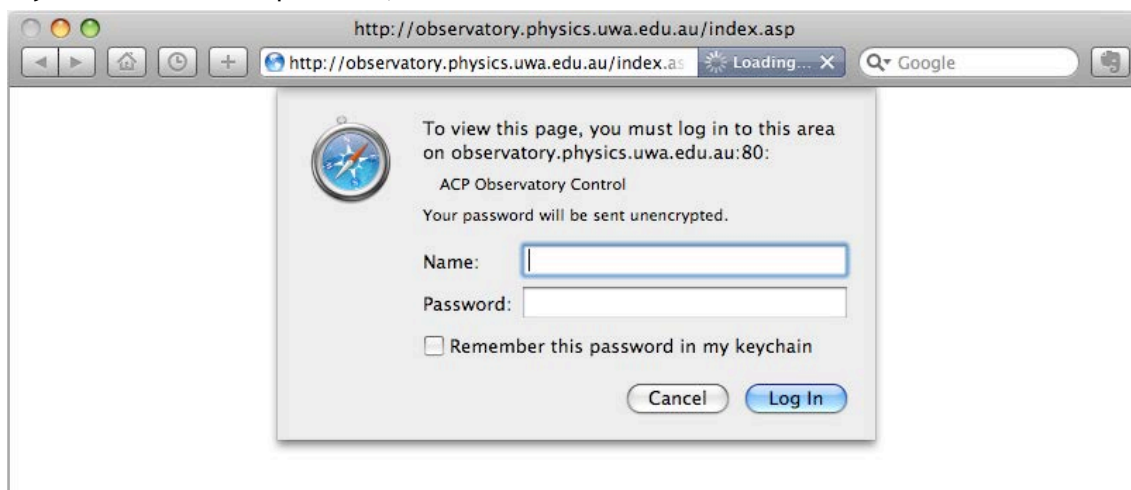 http://observatory.physics.uwa.edu.au/index.asp
http://observatory.physics.uwa.edu.au/index.as Loading... Google
To view this page, you must log in to this area
on observatory.physics.uwa.edu.au:80:
ACP Observatory Control
Your password will be sent unencrypted.
Name:
Password:
Remember this password in my keychain
Cancel Log In